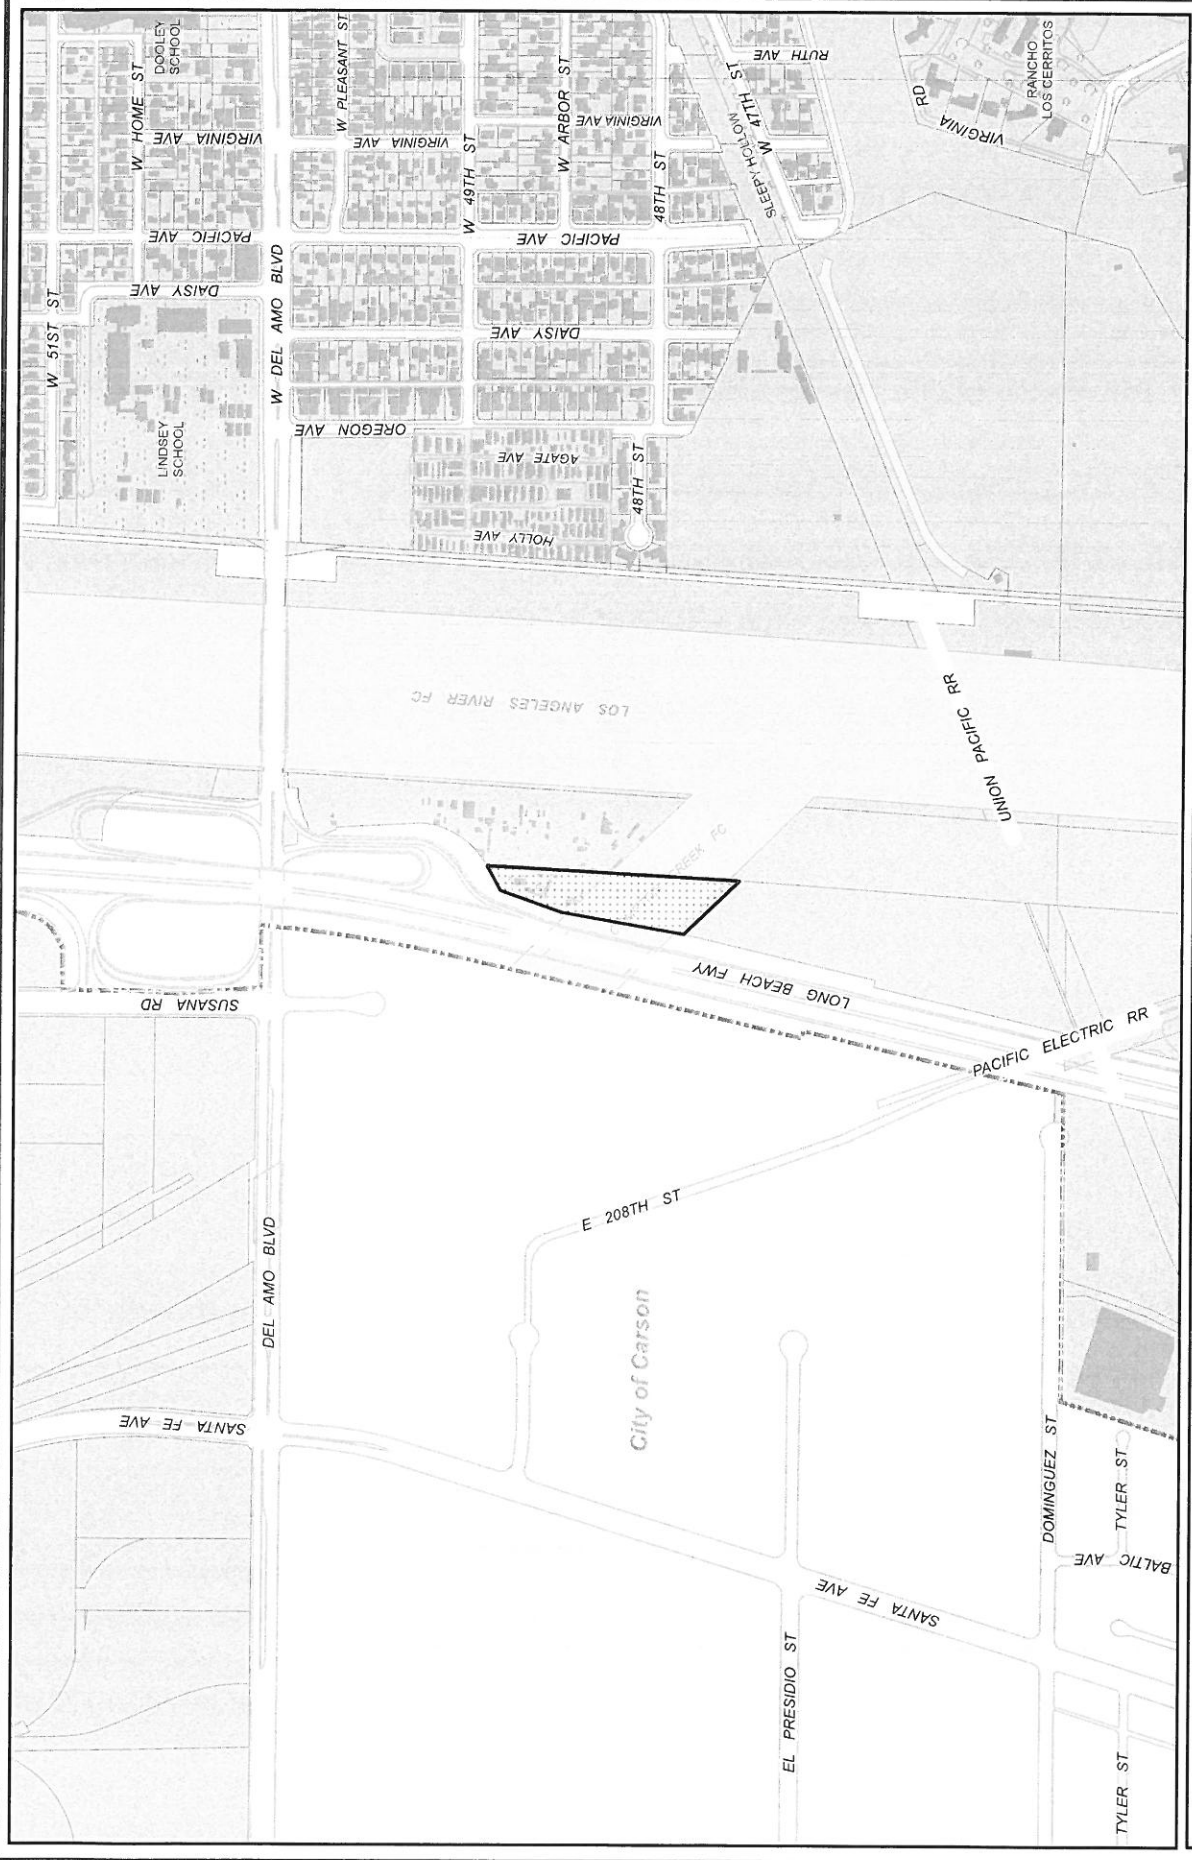 DOOLEY
SCHOOL
W HOME ST
VIRGINIA AVE
PACIFIC AVE
DAISY AVE
W 51ST ST
LINDSEY
SCHOOL
W PLEASANT ST
VIRGINIA AVE
W DEL AMO BLVD
OREGON AVE
W 49TH ST
W ARBOR ST
VIRGINIA AVE
48TH ST
PACIFIC AVE
DAISY AVE
AGATE AVE
HOLLY AVE
48TH ST
RUTH AVE
W 47TH ST
SLEEPY HOLLOW
VIRGINIA
RD
RANCHO
LOS CERRITOS
LOS ANGELES RIVER FC
UNION PACIFIC RR
LONG BEACH FWY
SUSANA RD
PACIFIC ELECTRIC RR
E 208TH ST
DEL AMO BLVD
City of Carson
SANTA FE AVE
DOMINGUEZ ST
TYLER ST
BALTIC AVE
SANTA FE AVE
EL PRESIDIO ST
TYLER ST